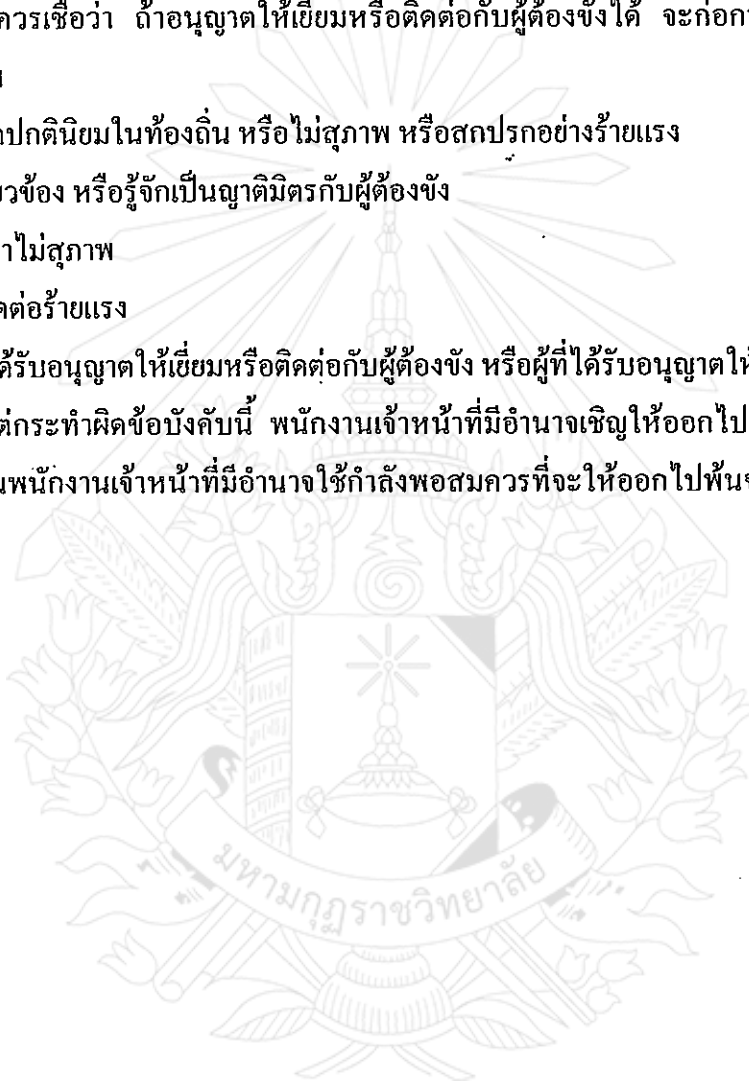 ควรเชื่อว่า ถ้าอนุญาตให้เยี่ยมหรือติดต่อกับผู้ต้องขังได้ จะก่อก
ปกตินิยมในท้องถิ่น หรือไม่สุภาพ หรือสกปรกอย่างร้ายแรง
วข้อง หรือรู้จักเป็นญาติมิตรกับผู้ต้องขัง
าไม่สุภาพ
ต่อร้ายแรง
ด้รับอนุญาตให้เยี่ยมหรือติดต่อกับผู้ต้องขัง หรือผู้ที่ได้รับอนุญาตให้
ต่กระทำผิดข้อบังคับนี้ พนักงานเจ้าหน้าที่มีอำนาจเชิญให้ออกไป
นพนักงานเจ้าหน้าที่มีอำนาจใช้กำลังพอสมควรที่จะให้ออกไปพ้น
มหามกุฏราชวิทยาลัย